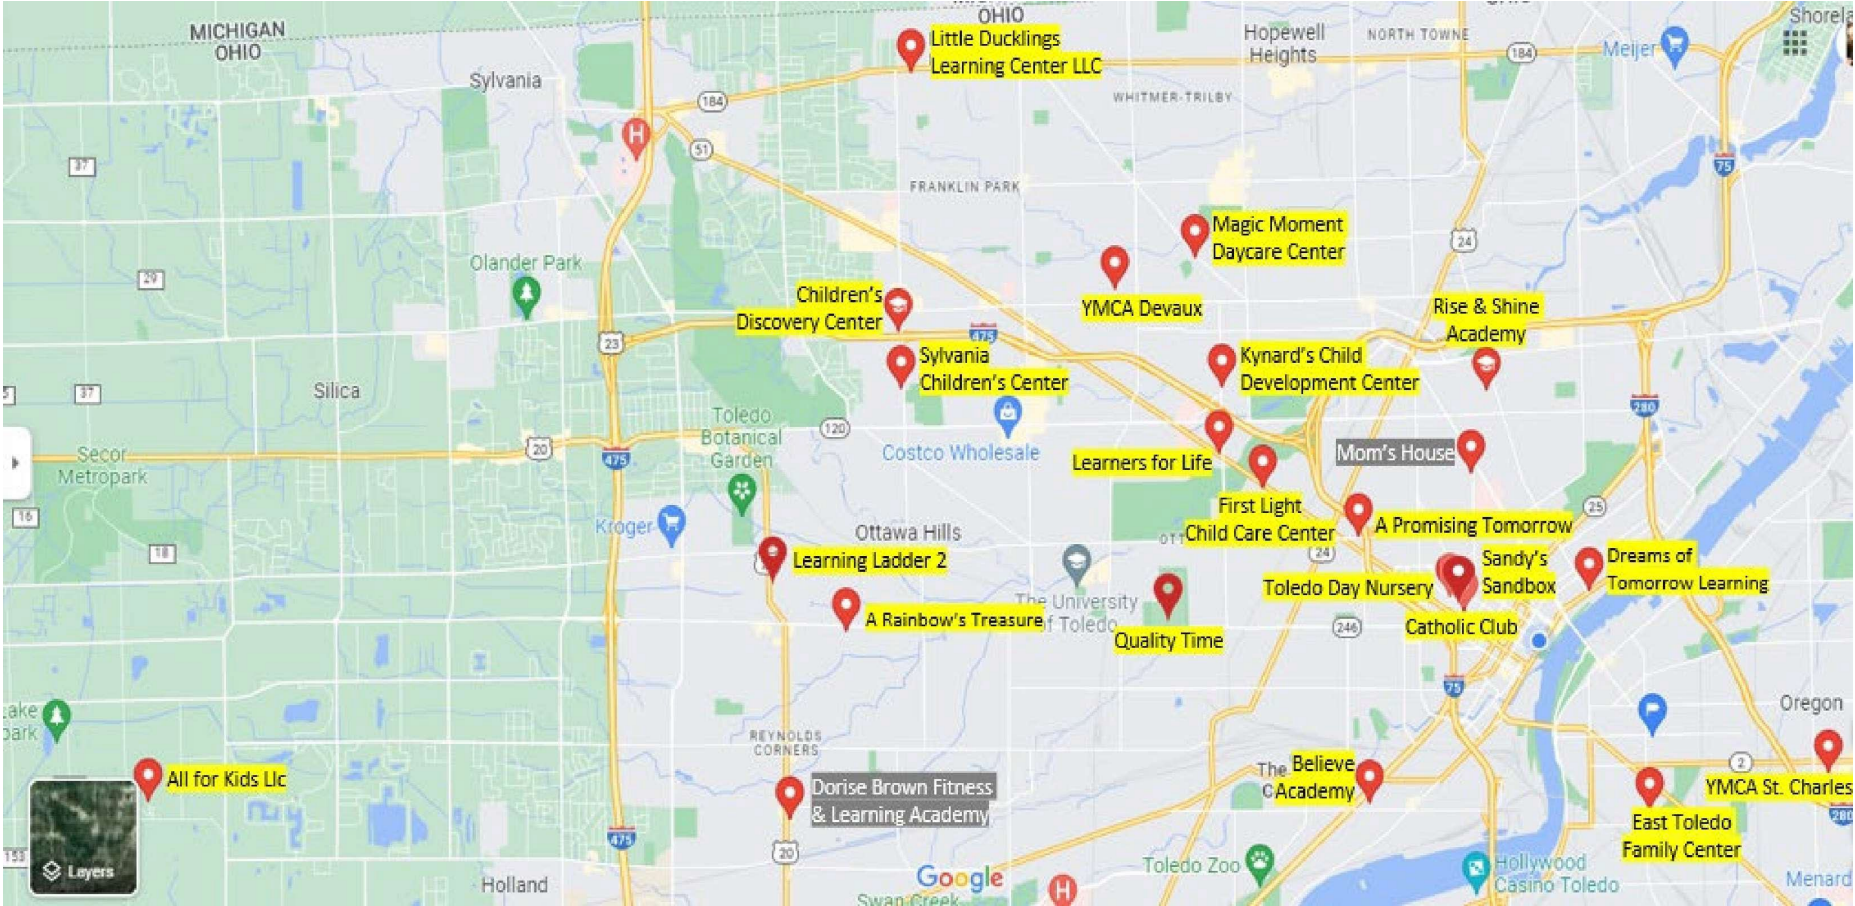 MICHIGAN
OHIO
OHIO
Little Ducklings
Learning Center LLC
Hopewell
Heights
NORTH TOWNE
184
Meijer
Sylvania
184
WHITMER-TRILBY
H
51
37
75
FRANKLIN PARK
Magic Moment
Daycare Center
24
Olander Park
29
Children's
Discovery Center
YMCA Devaux
Rise & Shine
Academy
475
23
Sylvania
Children's Center
Kynard's Child
Development Center
Silica
37
280
Toledo
Botanical
Garden
120
Costco Wholesale
20
475
Secor
Metropark
Learners for Life
Mom's House
16
Kroger
First Light
Child Care Center
25
A Promising Tomorrow
Ottawa Hills
18
24
Learning Ladder 2
Sandy's
Sandbox
Dreams of
Tomorrow Learning
Toledo Day Nursery
The University
of Toledo
A Rainbow's Treasure
Quality Time
246
Catholic Club
75
Oregon
REYNOLDS
CORNERS
2
All for Kids Llc
Dorise Brown Fitness
& Learning Academy
The
Believe
Academy
YMCA St. Charles
280
East Toledo
Family Center
475
20
153
Layers
Holland
Google
Swan Creek
H
Toledo Zoo
Hollywood
Casino Toledo
Menard